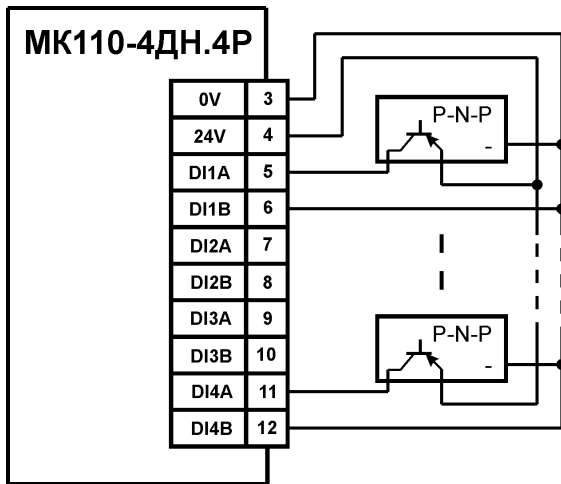 МК110-4ДН.4Р
0V 3
24V 4
P-N-P
-
DI1A 5
DI1B 6
DI2A 7
DI2B 8
DI3A 9
DI3B 10
P-N-P
-
DI4A 11
DI4B 12